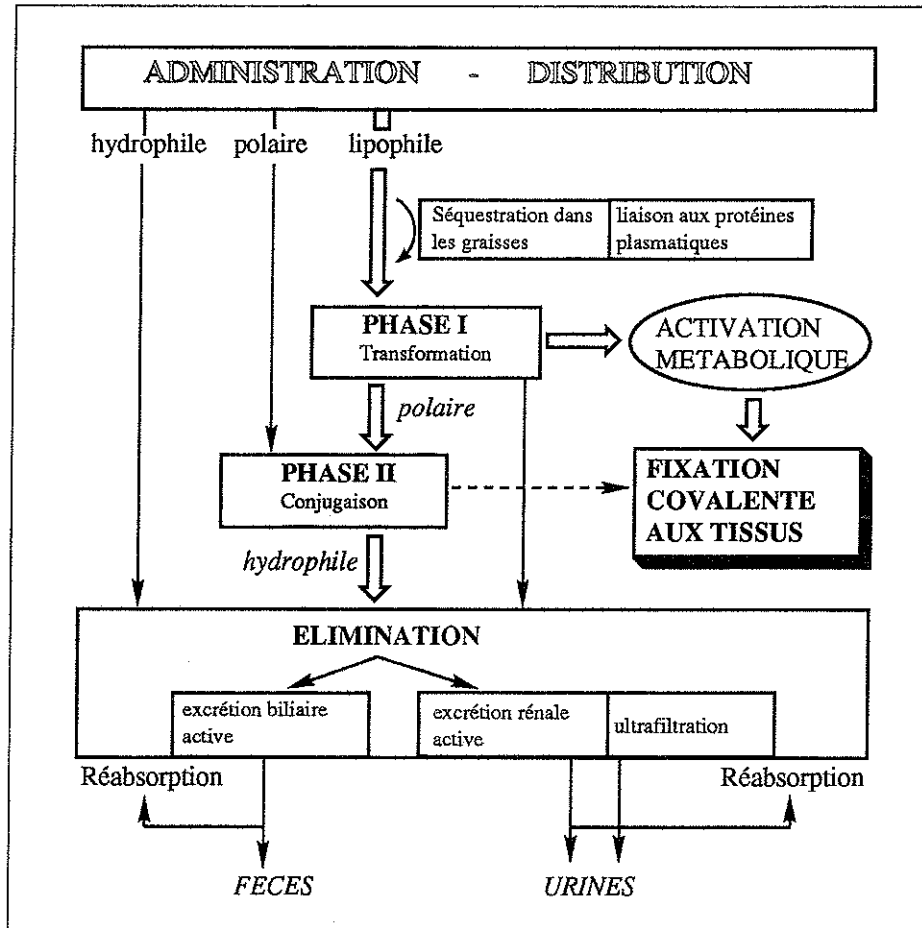 ADMINISTRATION - DISTRIBUTION
hydrophile polaire lipophile
Séquestration dans
les graisses
liaison aux protéines
plasmatiques
PHASE I
Transformation
ACTIVATION
METABOLIQUE
polaire
PHASE II
Conjugaison
FIXATION
COVALENTE
AUX TISSUS
hydrophile
ELIMINATION
excrétion biliaire
active
excrétion rénale
active
ultrafiltration
Réabsorption
Réabsorption
FECES
URINES